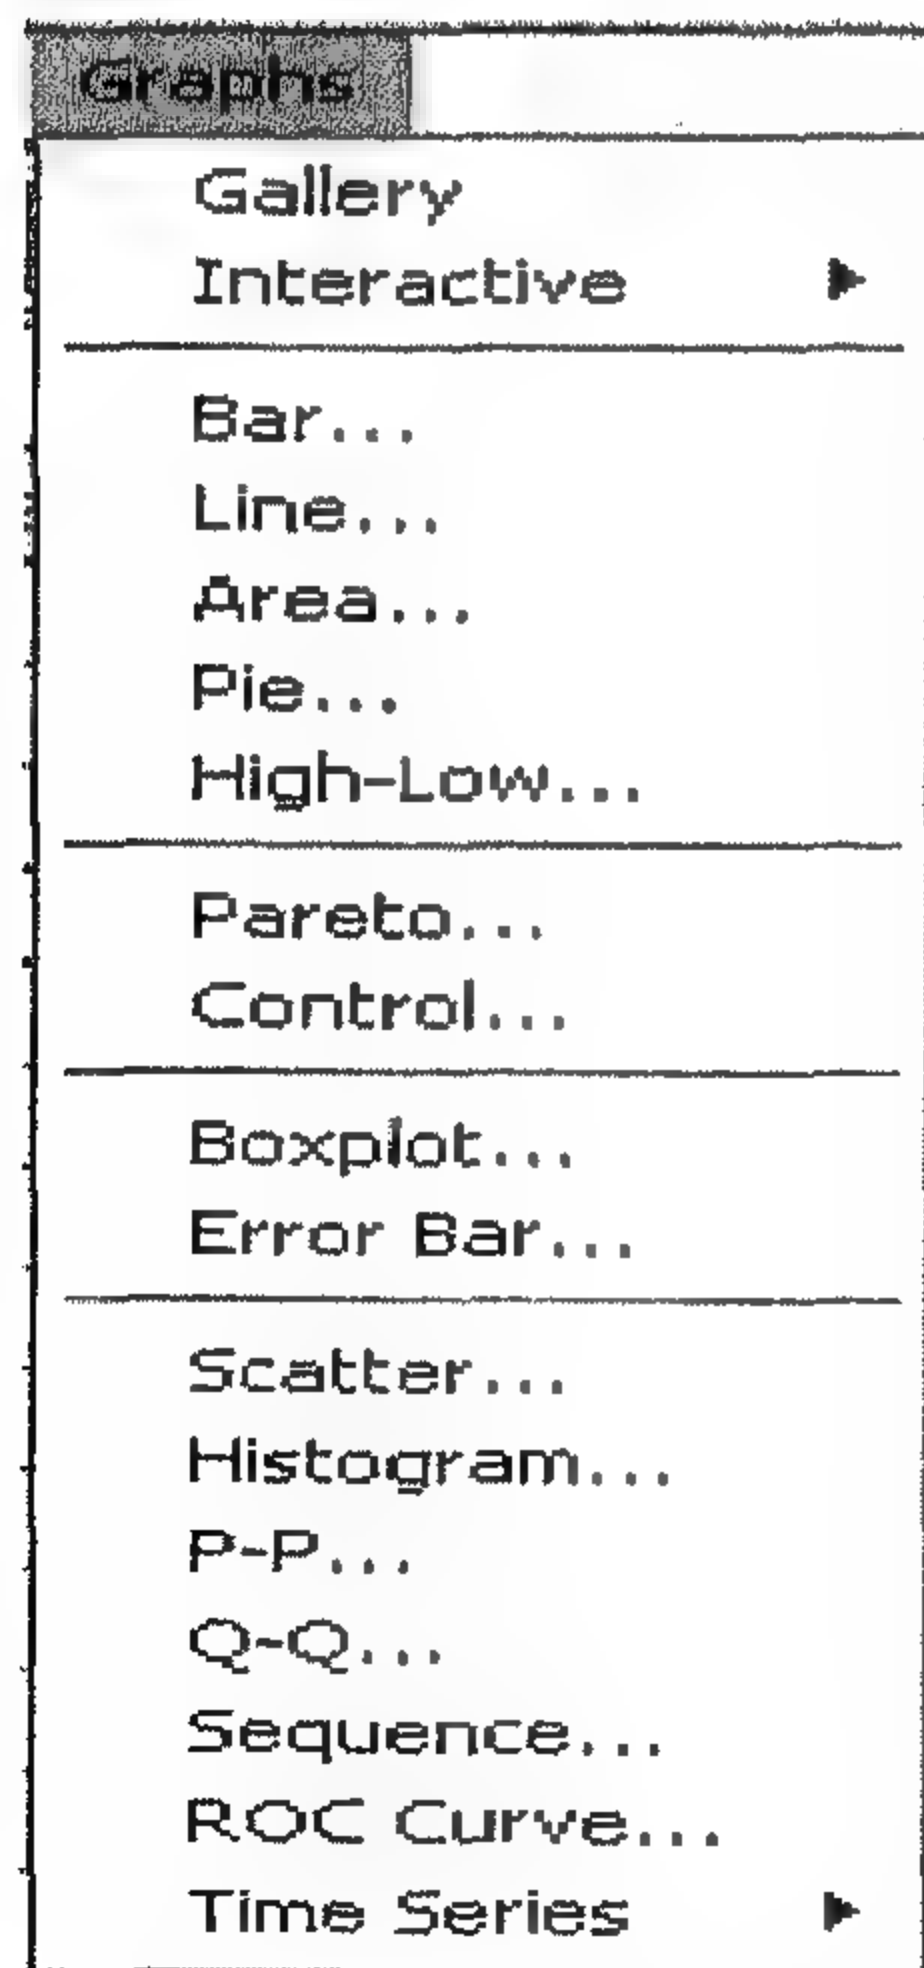 Graphs
Gallery
Interactive
Bar...
Line...
Area...
Pie...
High-Low...
Pareto...
Control...
Boxplot...
Error Bar...
Scatter...
Histogram...
P-P...
Q-Q...
Sequence...
ROC Curve...
Time Series